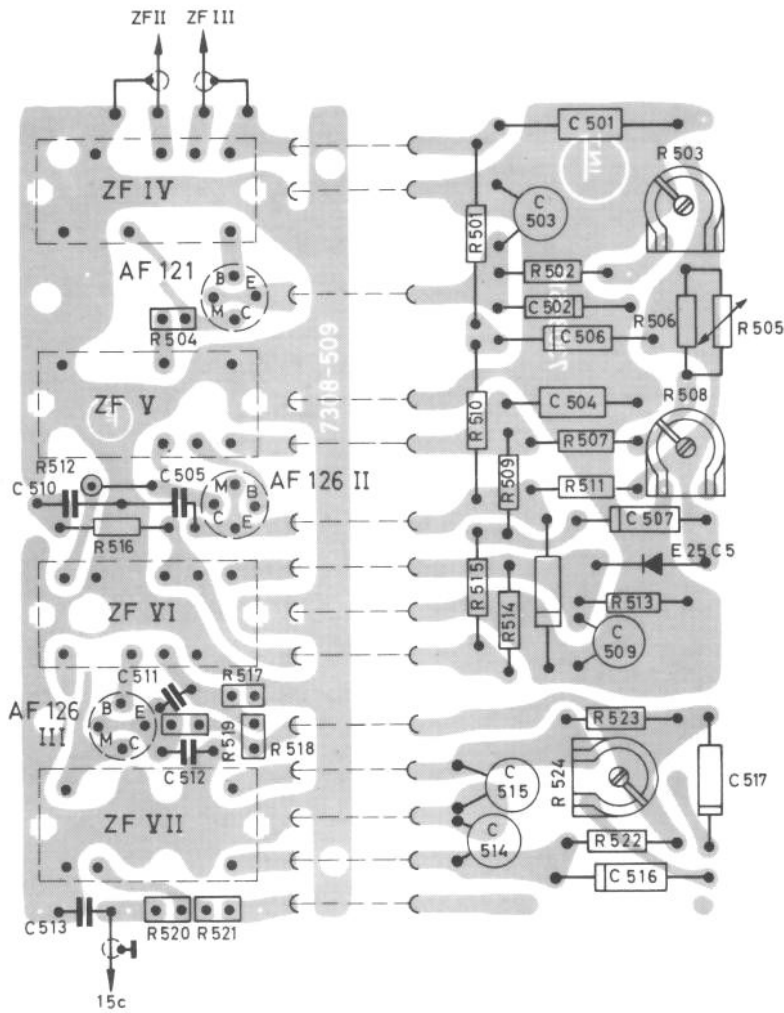 ZF II
ZF III
C 501
R 503
ZF IV
R 501
C
503
AF 121
B
E
M
C
R 502
C 502
R 504
R 506
R 505
C 506
7308-509
ZF V
R 508
R 510
C 504
R 507
R 512
C 505
AF 126 II
R 509
C 510
M
B
C
E
R 511
C 507
R 516
E 25 C 5
ZF VI
R 515
R 514
R 513
C
509
C 511
R 517
AF 126
III
B
E
M
C
R 519
R 518
C 512
R 523
R 524
C
515
C 517
ZF VII
C
514
R 522
C 516
C 513
R 520
R 521
15c